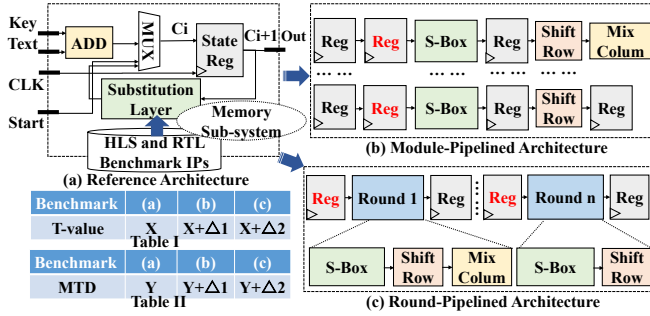 Key
Text
CLK
Start
ADD
MUX
Ci
State
Reg
Ci+1
Out
Substitution
Layer
Memory
Sub-system
HLS and RTL
Benchmark IPs
(a) Reference Architecture
Benchmark (a) (b) (c)
T-value X X+△1 X+△2
Table I
Benchmark (a) (b) (c)
MTD Y Y+△1 Y+△2
Table II
Reg Reg S-Box Reg Shift Row Mix Colum
... ... ... ... ... ...
Reg Reg S-Box Reg Shift Row Reg
(b) Module-Pipelined Architecture
Reg Round 1 Reg Reg Round n Reg
S-Box Shift Row Mix Colum S-Box Shift Row
(c) Round-Pipelined Architecture